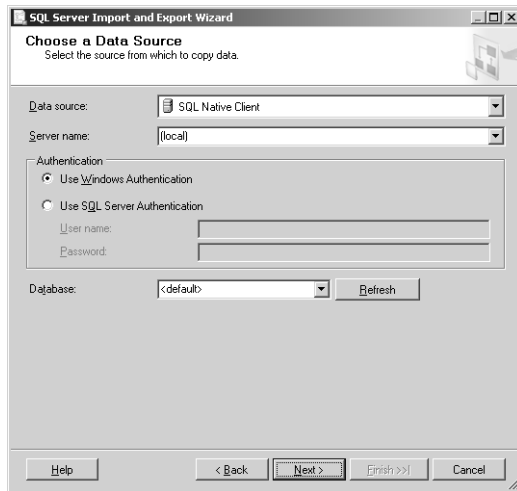 SQL Server Import and Export Wizard
Choose a Data Source
Select the source from which to copy data.
Data source:
SQL Native Client
Server name:
(local)
Authentication
Use Windows Authentication
Use SQL Server Authentication
User name:
Password:
Database:
<default>
Refresh
Help
< Back
Next >
Finish >>|
Cancel